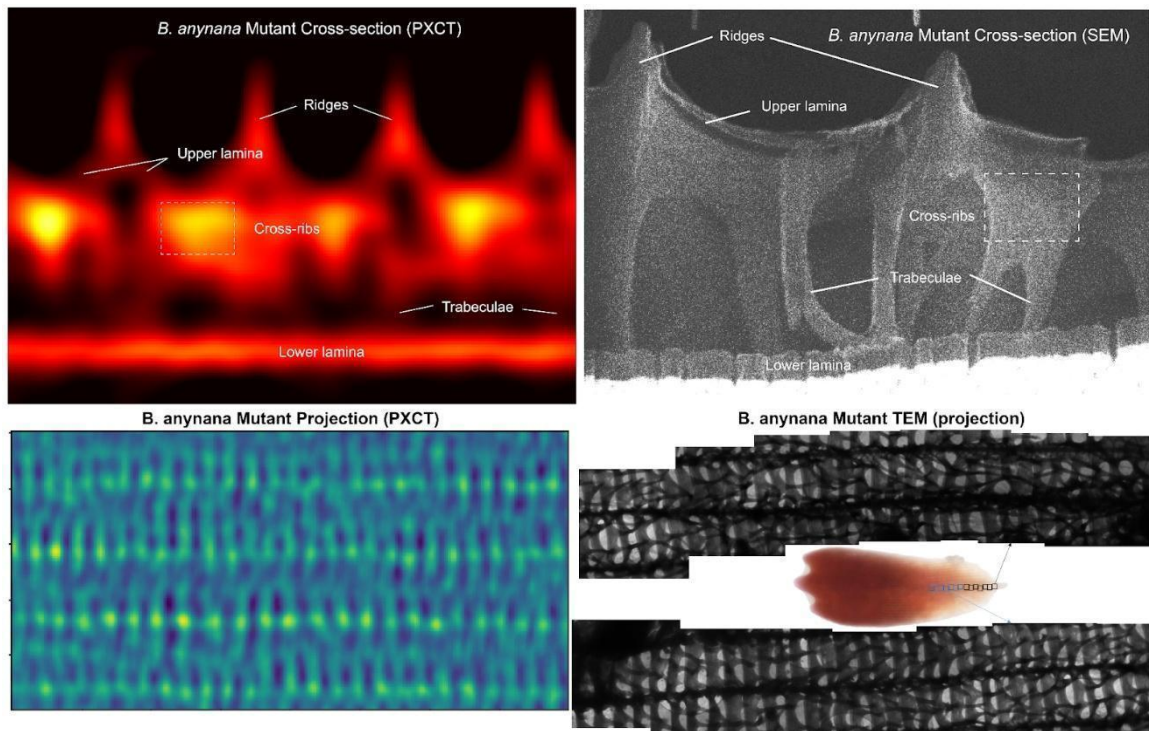 B. anynana Mutant Cross-section (PXCT)
Ridges
Upper lamina
Cross-ribs
Trabeculae
Lower lamina
B. anynana Mutant Cross-section (SEM)
Ridges
Upper lamina
Cross-ribs
Trabeculae
Lower lamina
B. anynana Mutant Projection (PXCT)
B. anynana Mutant TEM (projection)